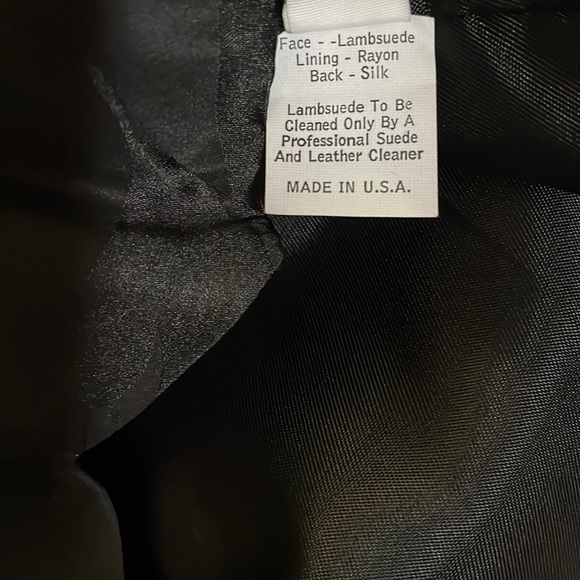 Face - -Lambsuede
Lining - Rayon
Back - Silk
Lambsuede To Be
Cleaned Only By A
Professional Suede
And Leather Cleaner
MADE IN U.S.A.